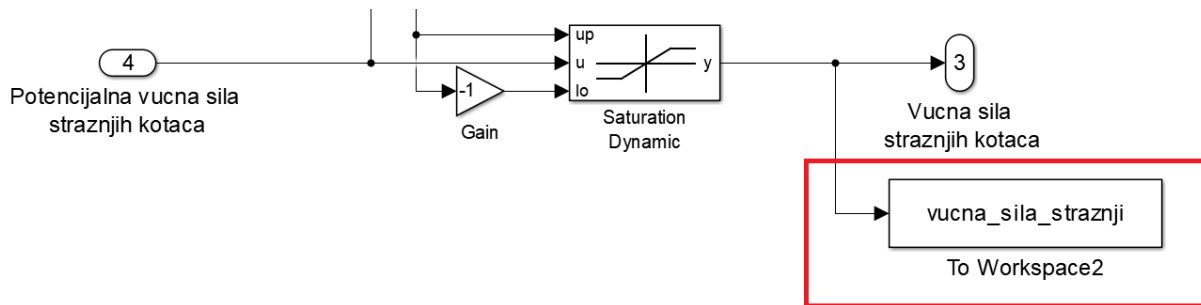 4
Potencijalna vucna sila
straznjih kotaca
-1
Gain
up
u
lo
y
Saturation
Dynamic
3
Vucna sila
straznjih kotaca
vucna_sila_straznji
To Workspace2